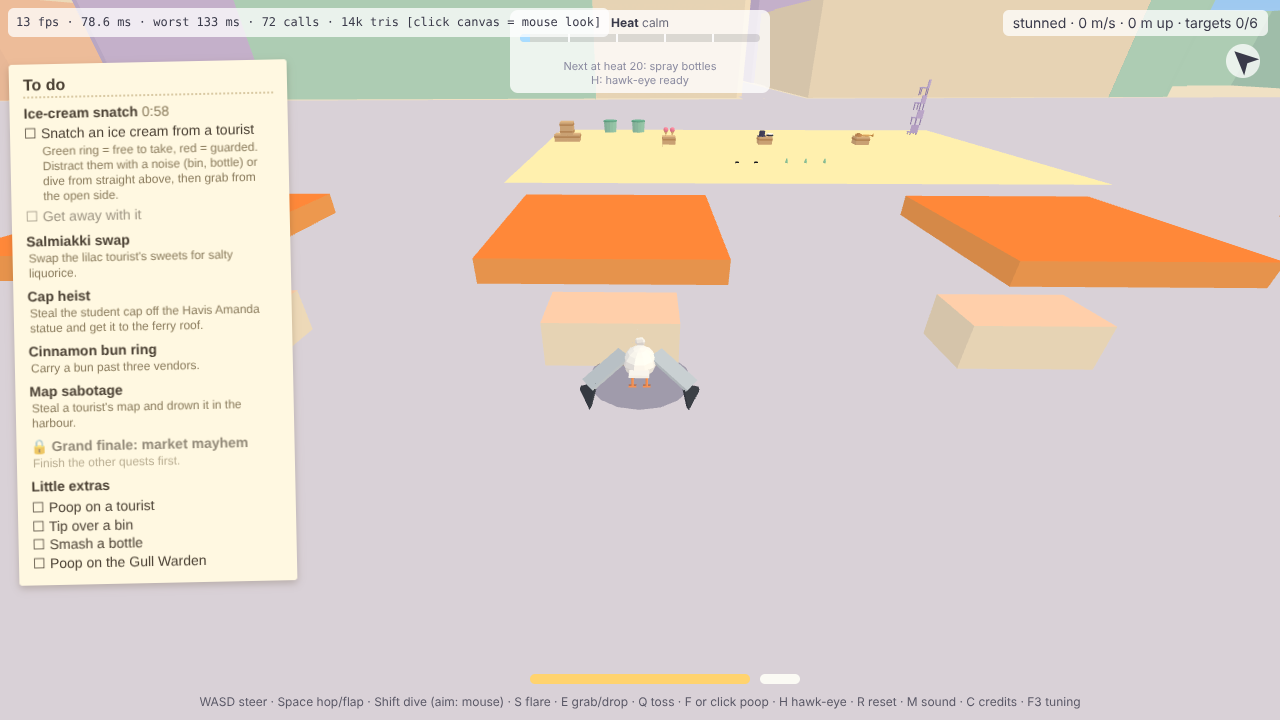 13 fps · 78.6 ms · worst 133 ms · 72 calls · 14k tris [click canvas = mouse look]
Heat calm
Next at heat 20: spray bottles
H: hawk-eye ready
stunned · 0 m/s · 0 m up · targets 0/6
To do
Ice-cream snatch 0:58
☐ Snatch an ice cream from a tourist
Green ring = free to take, red = guarded.
Distract them with a noise (bin, bottle) or
dive from straight above, then grab from
the open side.
☐ Get away with it
Salmiakki swap
Swap the lilac tourist's sweets for salty
liquorice.
Cap heist
Steal the student cap off the Havis Amanda
statue and get it to the ferry roof.
Cinnamon bun ring
Carry a bun past three vendors.
Map sabotage
Steal a tourist's map and drown it in the
harbour.
🔒 Grand finale: market mayhem
Finish the other quests first.
Little extras
☐ Poop on a tourist
☐ Tip over a bin
☐ Smash a bottle
☐ Poop on the Gull Warden
WASD steer · Space hop/flap · Shift dive (aim: mouse) · S flare · E grab/drop · Q toss · F or click poop · H hawk-eye · R reset · M sound · C credits · F3 tuning